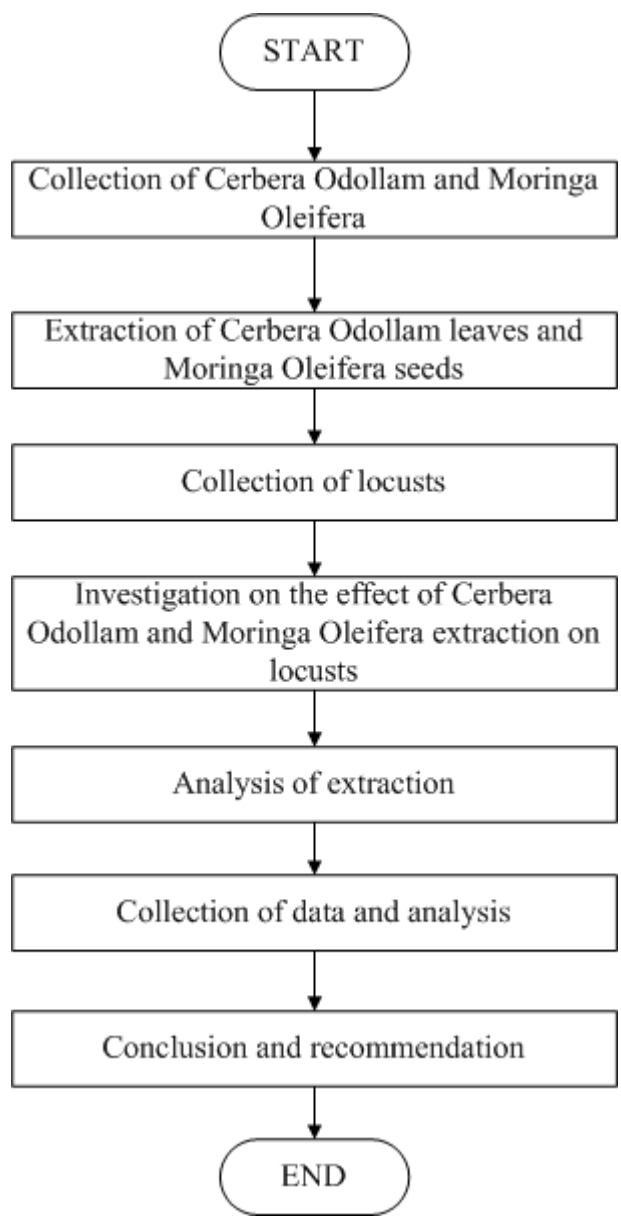 START
Collection of Cerbera Odollam and Moringa
Oleifera
Extraction of Cerbera Odollam leaves and
Moringa Oleifera seeds
Collection of locusts
Investigation on the effect of Cerbera
Odollam and Moringa Oleifera extraction on
locusts
Analysis of extraction
Collection of data and analysis
Conclusion and recommendation
END